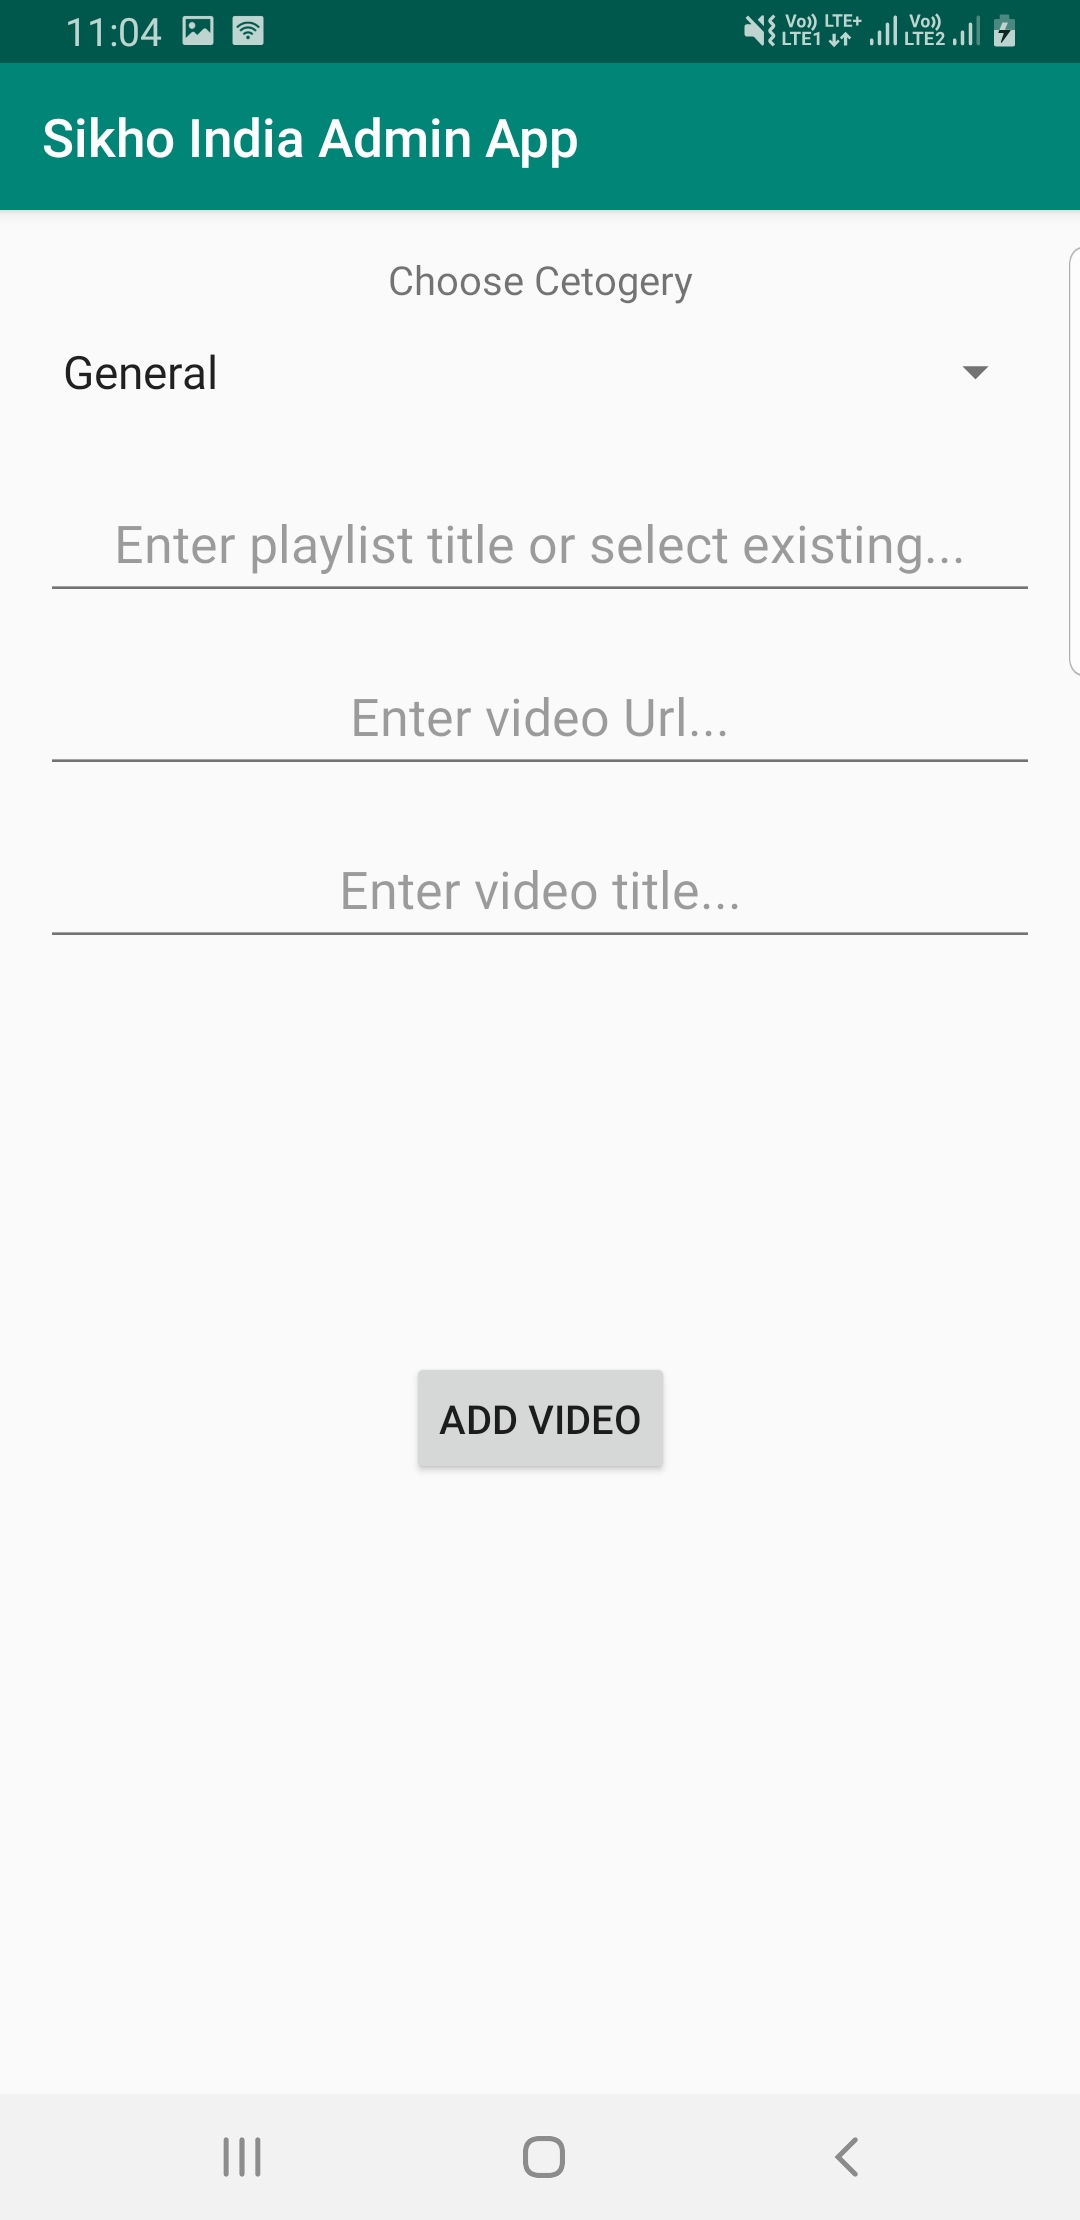 11:04 Vo)) LTE+ Vo))
LTE1 LTE2
Sikho India Admin App
Choose Cetogery
General
Enter playlist title or select existing...
Enter video Url...
Enter video title...
ADD VIDEO